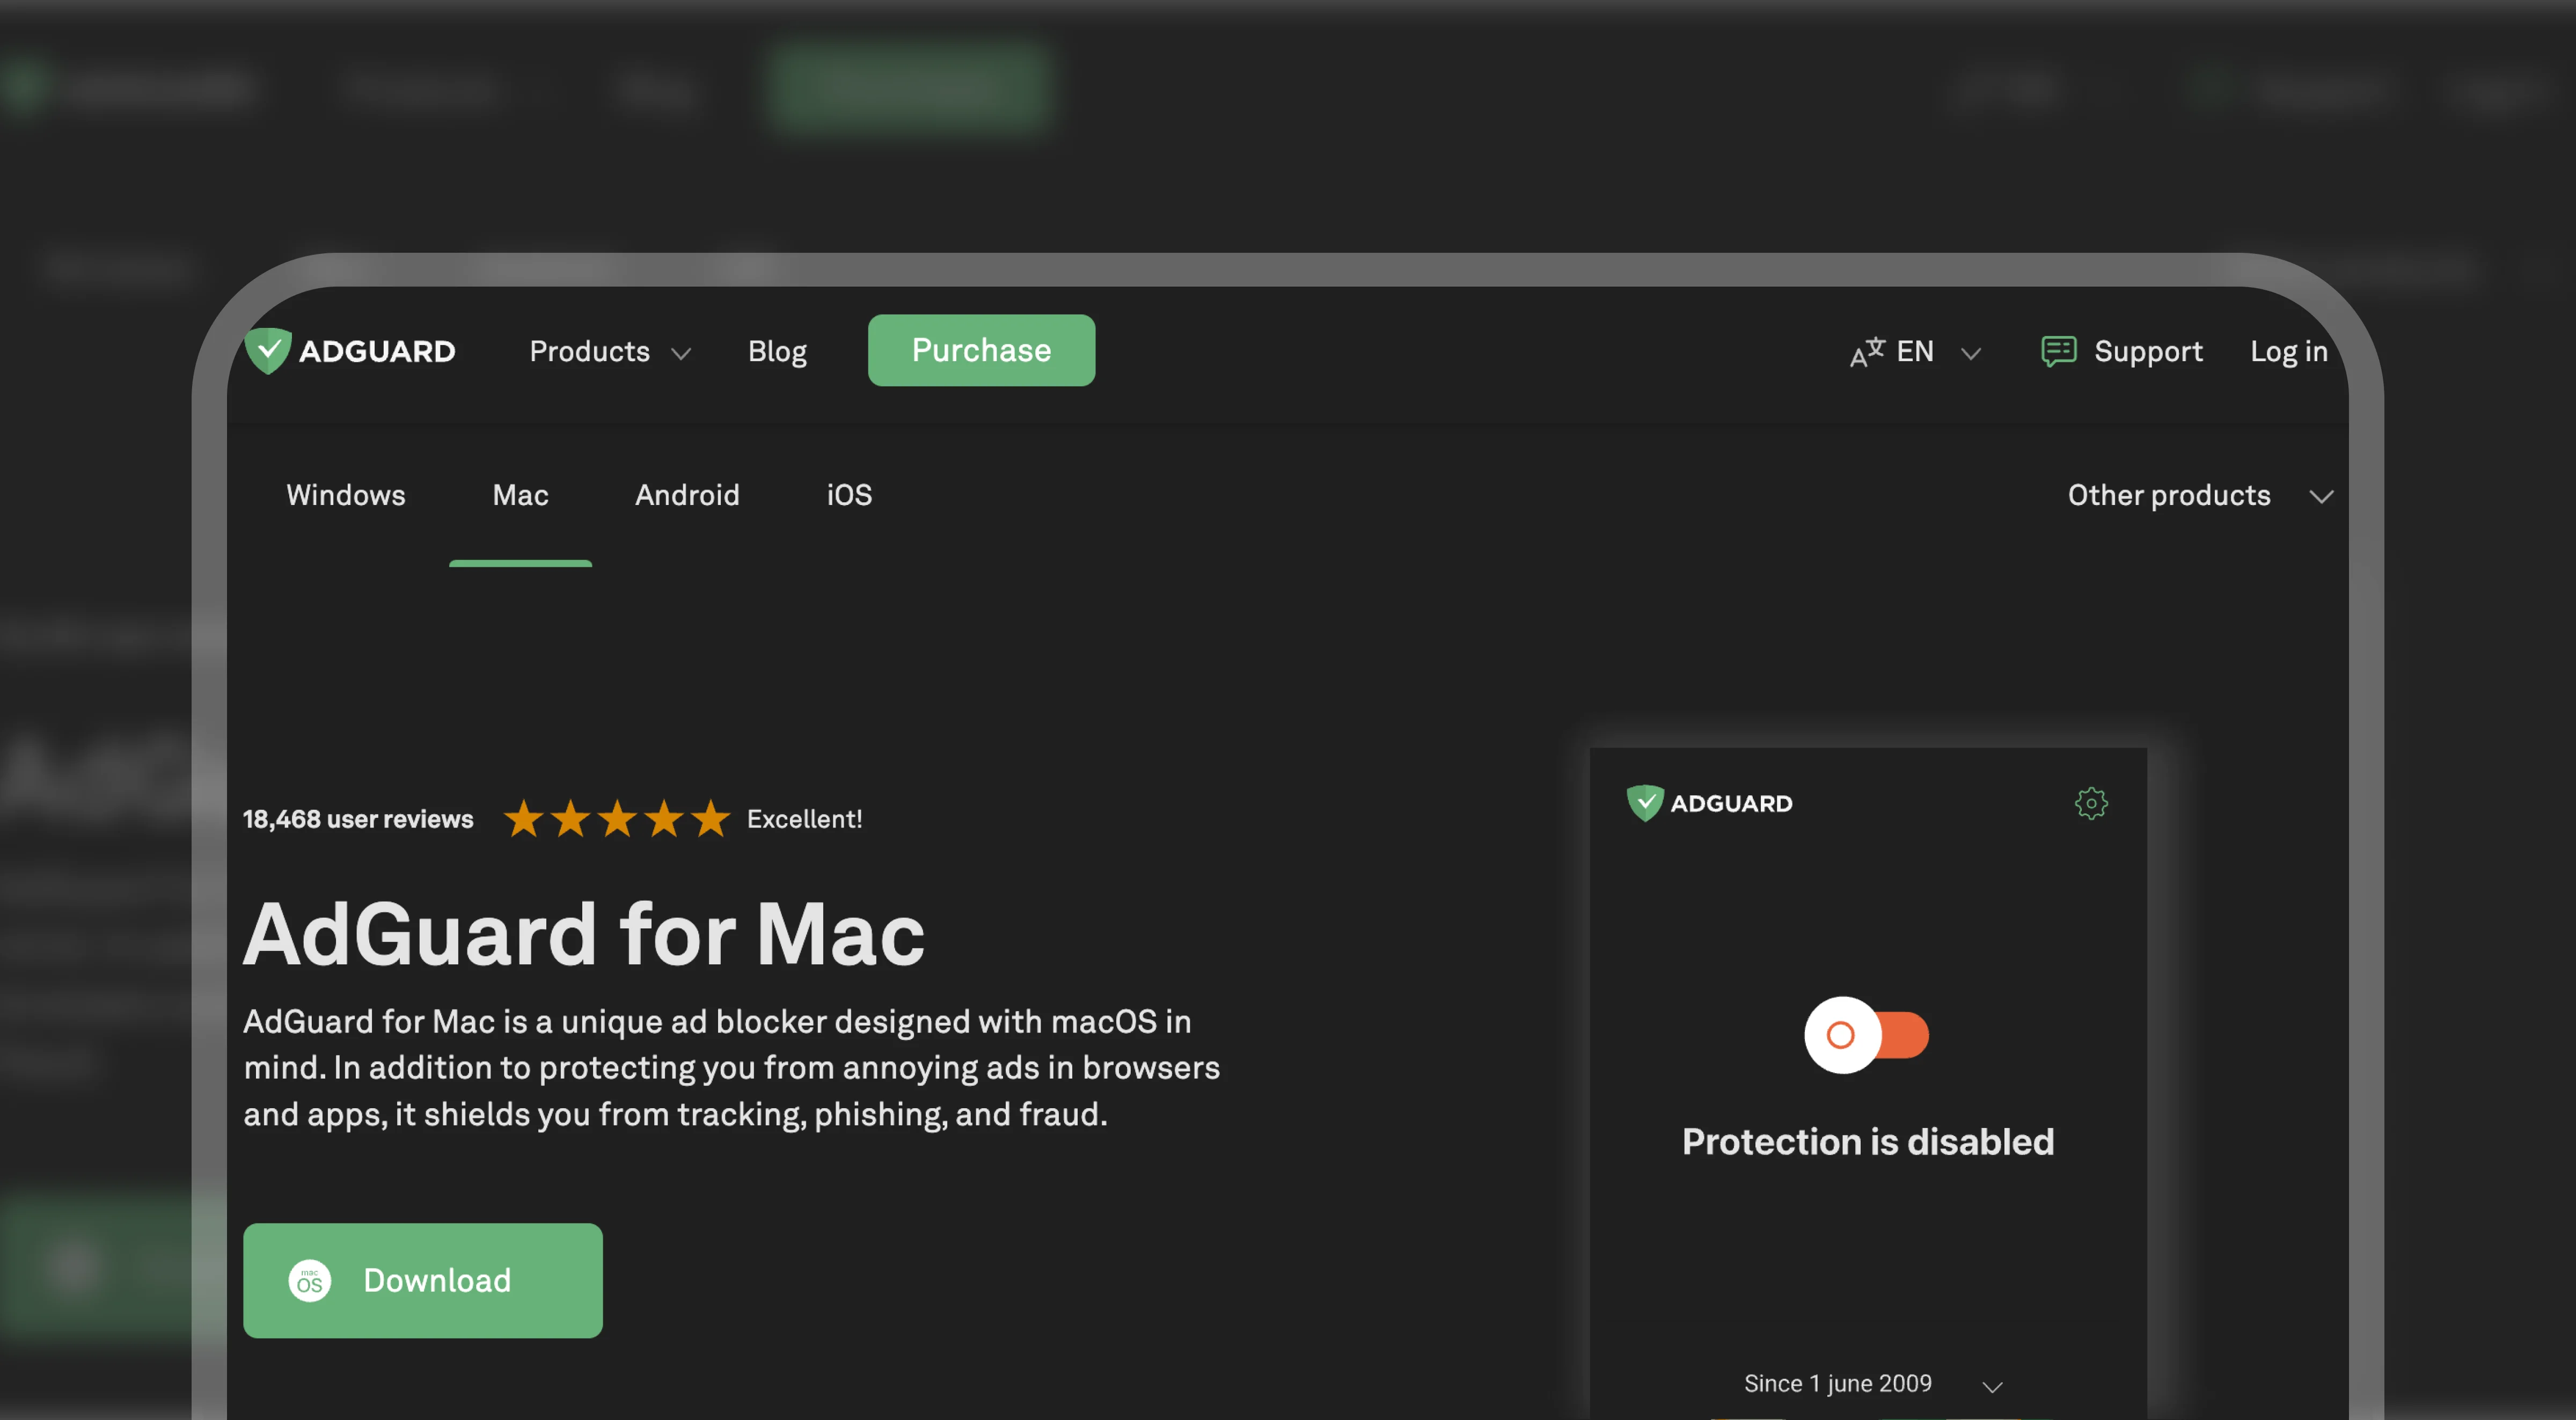 ADGUARD Products Blog Purchase EN Support Log in
Windows Mac Android iOS Other products
18,468 user reviews Excellent!
AdGuard for Mac
AdGuard for Mac is a unique ad blocker designed with macOS in
mind. In addition to protecting you from annoying ads in browsers
and apps, it shields you from tracking, phishing, and fraud.
mac
OS
Download
ADGUARD
Protection is disabled
Since 1 june 2009